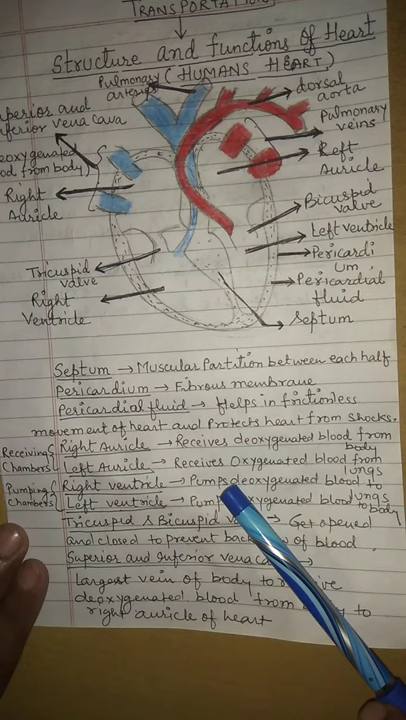 TRANSPORTATION
Structure and functions of Heart
(HUMANS HEART)
Pulmonary
arteries
dorsal
aorta
Superior and
Inferior vena cava
Pulmonary
veins
(Deoxygenated
blood from body)
Left
Auricle
Right
Auricle
Bicuspid
valve
Left ventricle
Pericardi
um
Tricuspid
valve
Pericardial
fluid
Right
Ventricle
Septum
Septum → Muscular Partition between each half
Pericardium → Fibrous membrane
Pericardial fluid → Helps in frictionless
movement of heart and Protects heart from shocks.
Receiving Chambers
Right Auricle → Receives deoxygenated blood from body
Left Auricle → Receives Oxygenated blood from lungs
Pumping Chambers
Right ventricle → Pumps deoxygenated blood to lungs
Left ventricle → Pump oxygenated blood to body
Tricuspid & Bicuspid → Get opened
and closed to prevent of blood
Superior and Inferior vena cava →
Largest vein of body to
deoxygenated blood from to
right auricle of heart